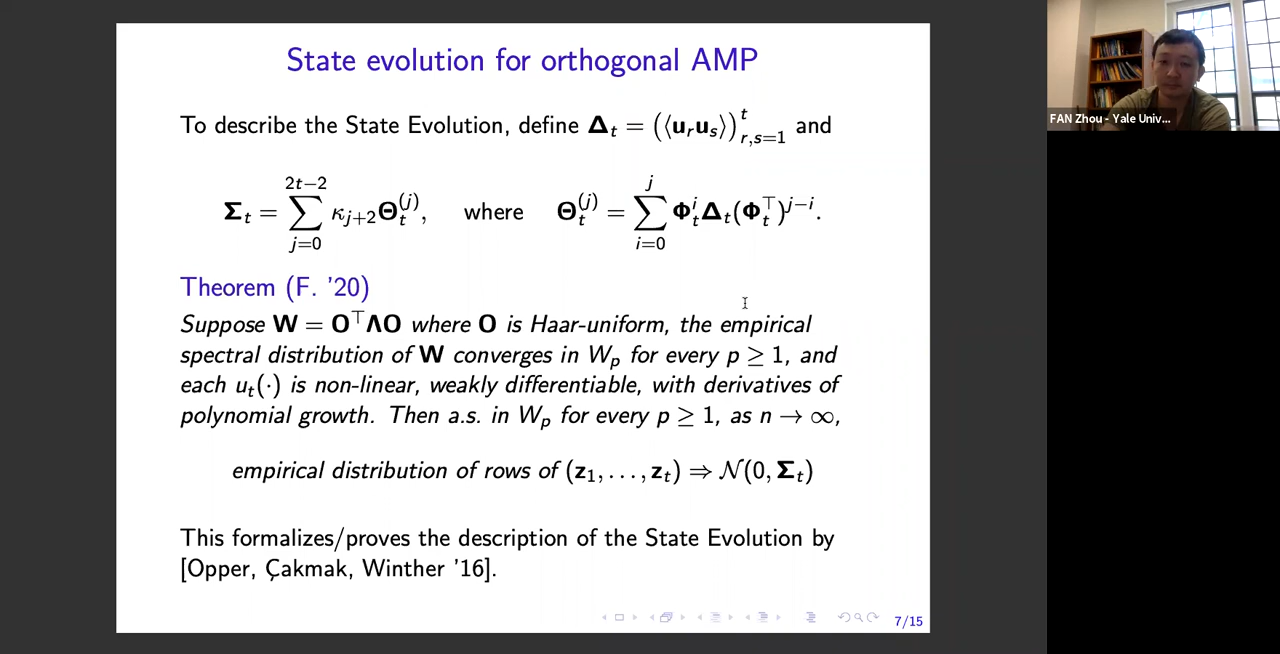 State evolution for orthogonal AMP
To describe the State Evolution, define Δ_t = (⟨u_r u_s⟩)^t_{r,s=1} and
Σ_t = ∑_{j=0}^{2t−2} κ_{j+2} Θ_t^{(j)}, where Θ_t^{(j)} = ∑_{i=0}^{j} Φ_t^i Δ_t (Φ_t^⊤)^{j−i}.
Theorem (F. '20)
Suppose W = O^⊤ΛO where O is Haar-uniform, the empirical
spectral distribution of W converges in W_p for every p ≥ 1, and
each u_t(·) is non-linear, weakly differentiable, with derivatives of
polynomial growth. Then a.s. in W_p for every p ≥ 1, as n → ∞,
empirical distribution of rows of (z_1, . . . , z_t) ⇒ 𝒩(0, Σ_t)
This formalizes/proves the description of the State Evolution by
[Opper, Çakmak, Winther '16].
7/15
FAN Zhou - Yale Univ...